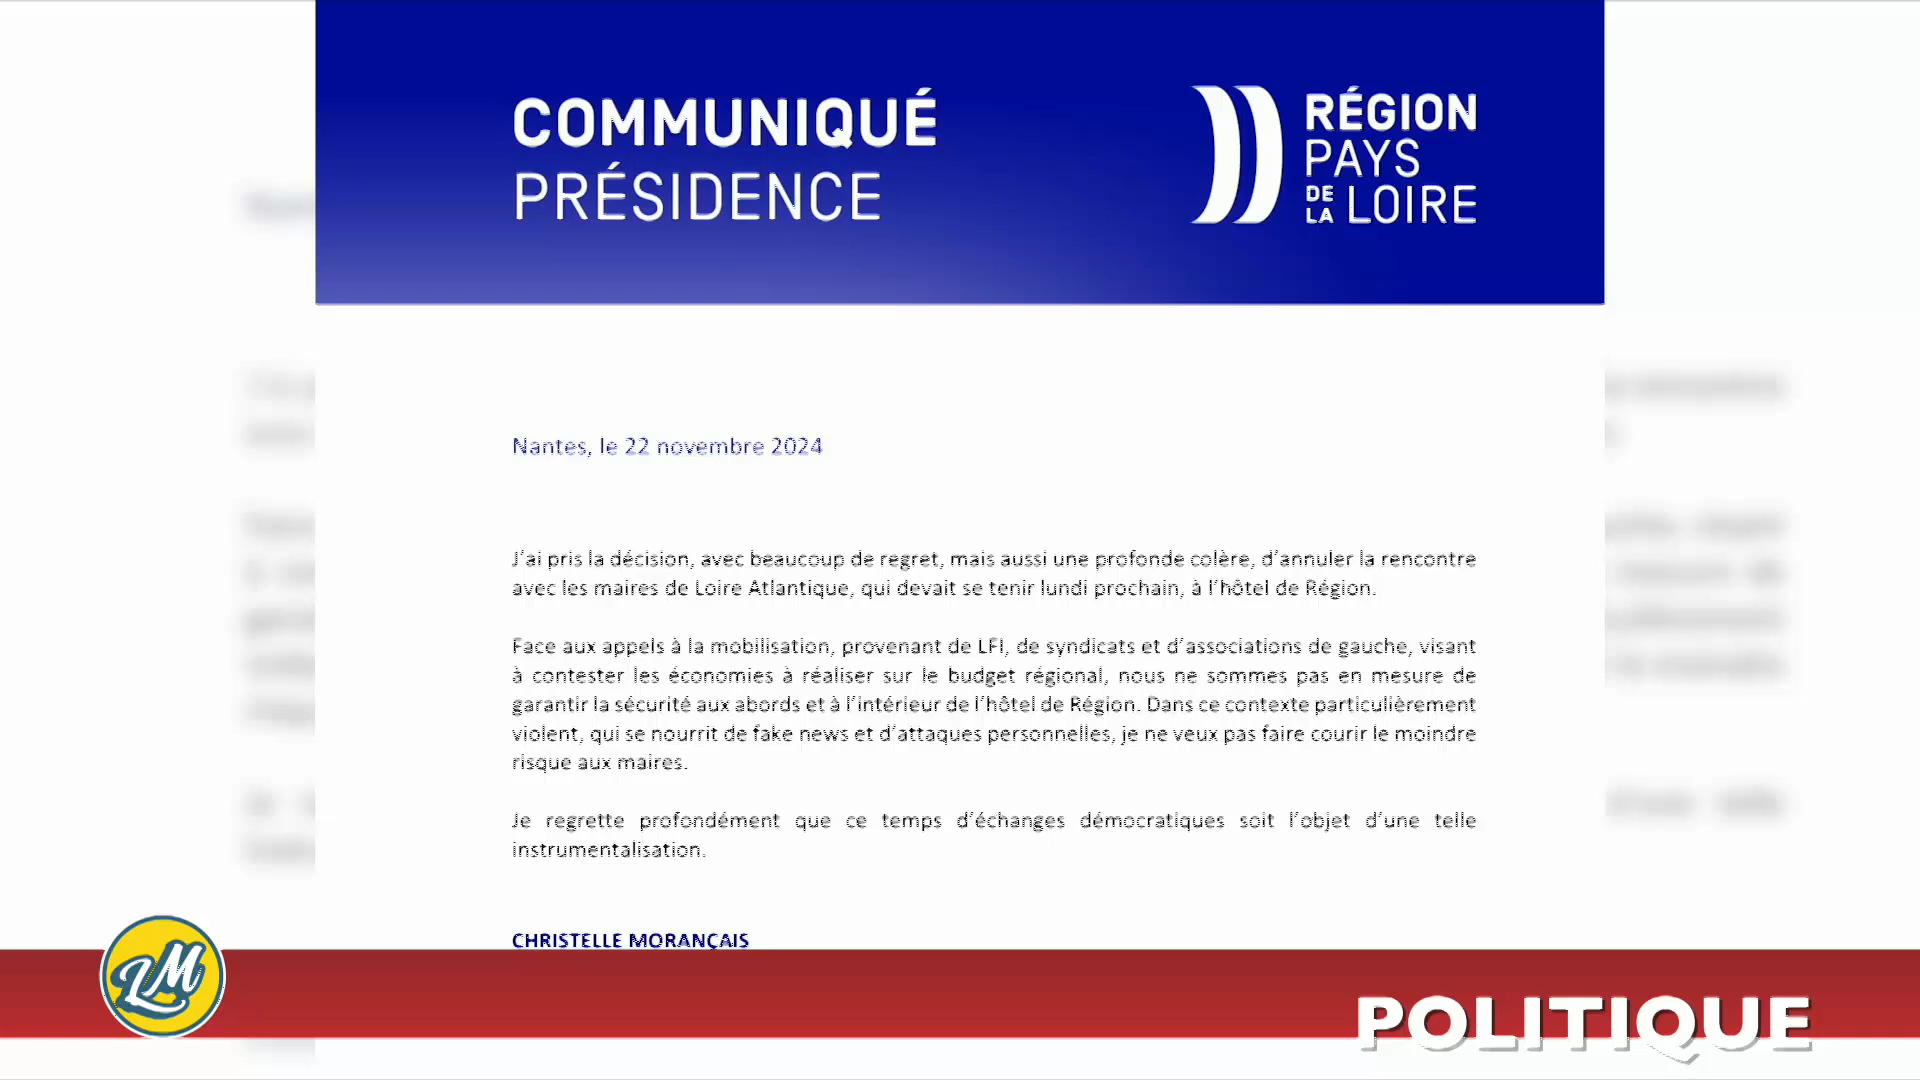 COMMUNIQUÉ
PRÉSIDENCE
RÉGION
PAYS
DE LA LOIRE
Nantes, le 22 novembre 2024
J'ai pris la décision, avec beaucoup de regret, mais aussi une profonde colère, d'annuler la rencontre
avec les maires de Loire Atlantique, qui devait se tenir lundi prochain, à l'hôtel de Région.
Face aux appels à la mobilisation, provenant de LFI, de syndicats et d'associations de gauche, visant
à contester les économies à réaliser sur le budget régional, nous ne sommes pas en mesure de
garantir la sécurité aux abords et à l'intérieur de l'hôtel de Région. Dans ce contexte particulièrement
violent, qui se nourrit de fake news et d'attaques personnelles, je ne veux pas faire courir le moindre
risque aux maires.
Je regrette profondément que ce temps d'échanges démocratiques soit l'objet d'une telle
instrumentalisation.
CHRISTELLE MORANÇAIS
LM
POLITIQUE